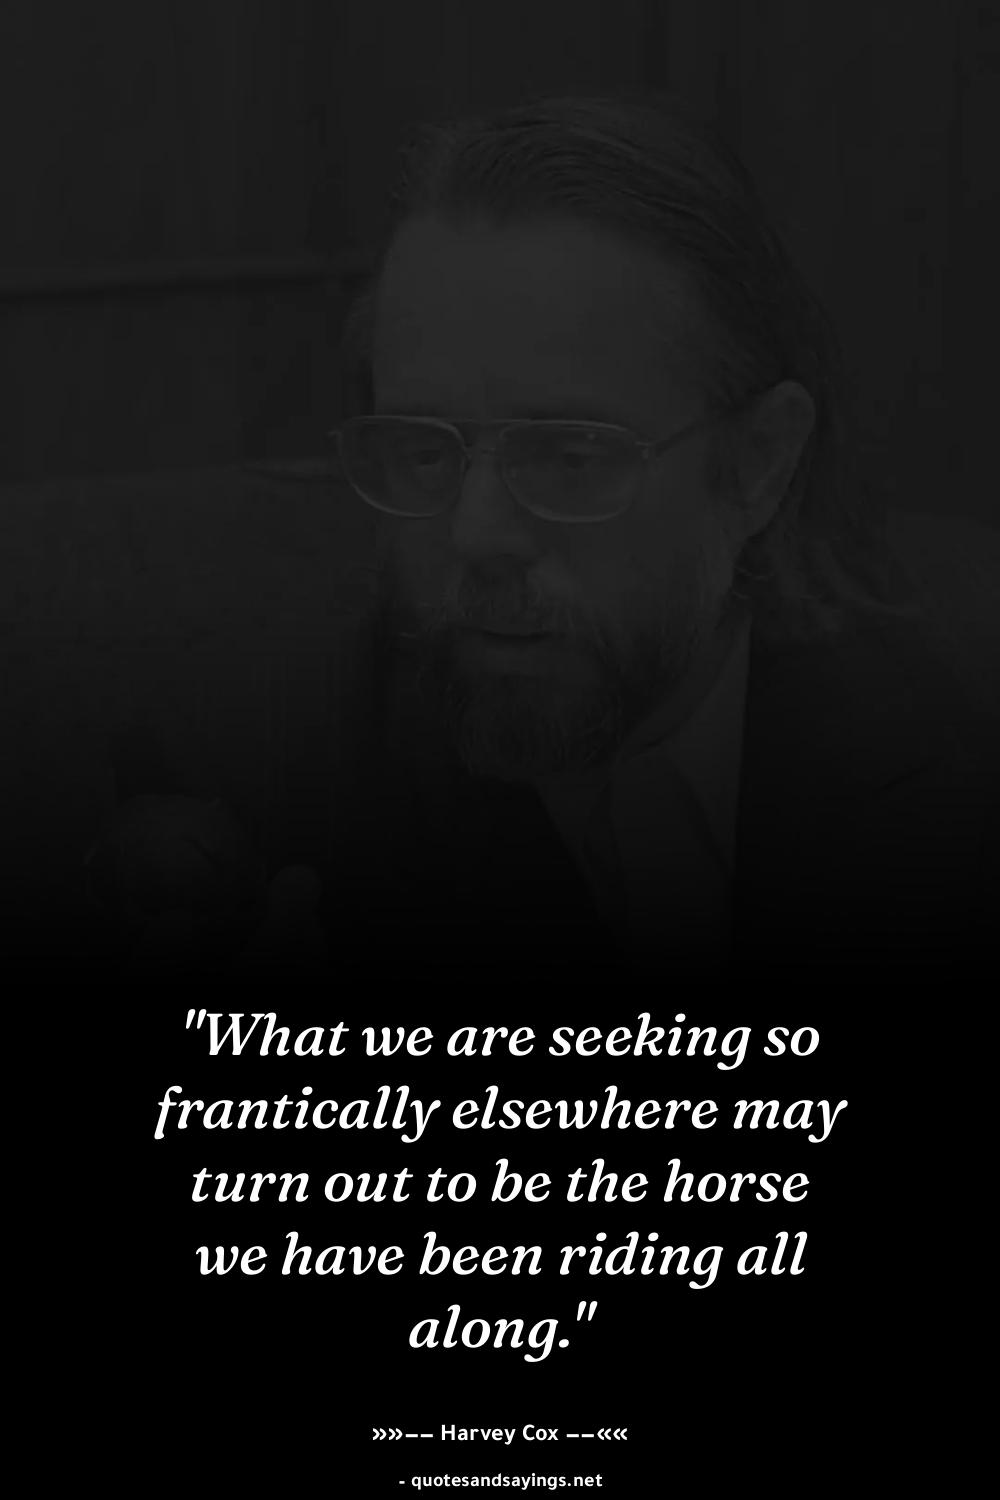 "What we are seeking so
frantically elsewhere may
turn out to be the horse
we have been riding all
along."
»»-- Harvey Cox --««
- quotesandsayings.net